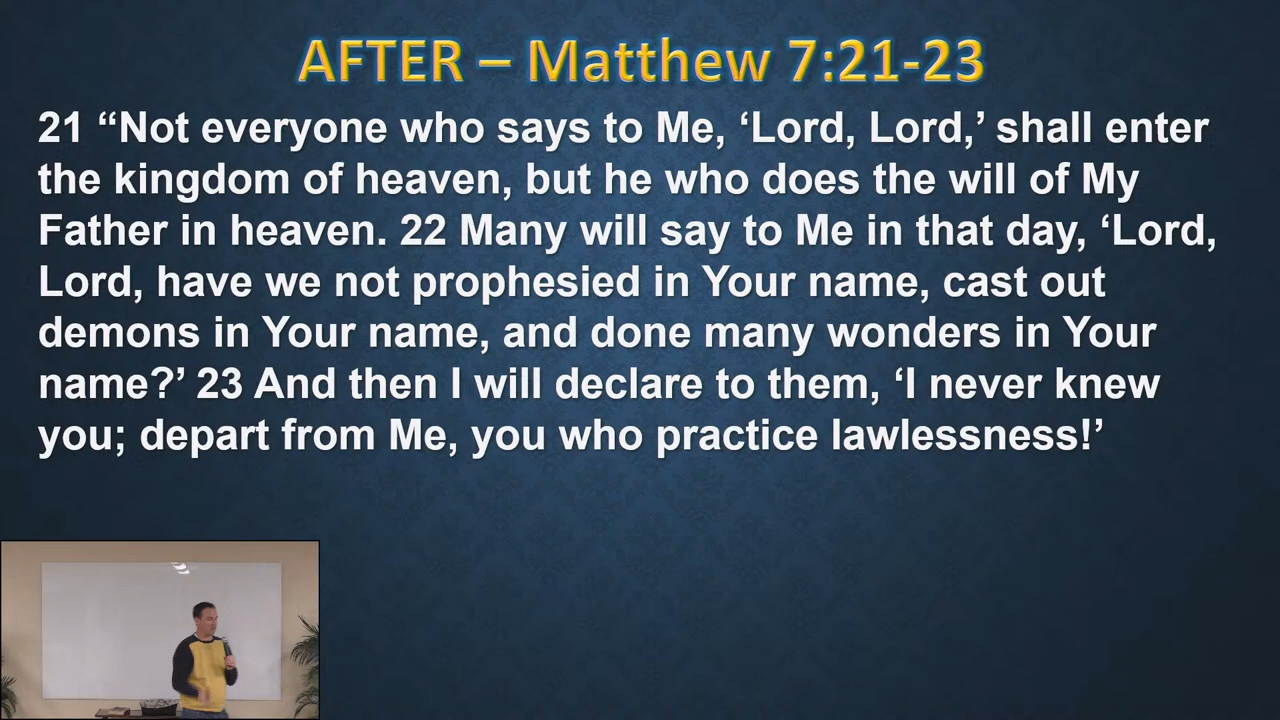 AFTER – Matthew 7:21-23
21 “Not everyone who says to Me, ‘Lord, Lord,’ shall enter
the kingdom of heaven, but he who does the will of My
Father in heaven. 22 Many will say to Me in that day, ‘Lord,
Lord, have we not prophesied in Your name, cast out
demons in Your name, and done many wonders in Your
name?’ 23 And then I will declare to them, ‘I never knew
you; depart from Me, you who practice lawlessness!’